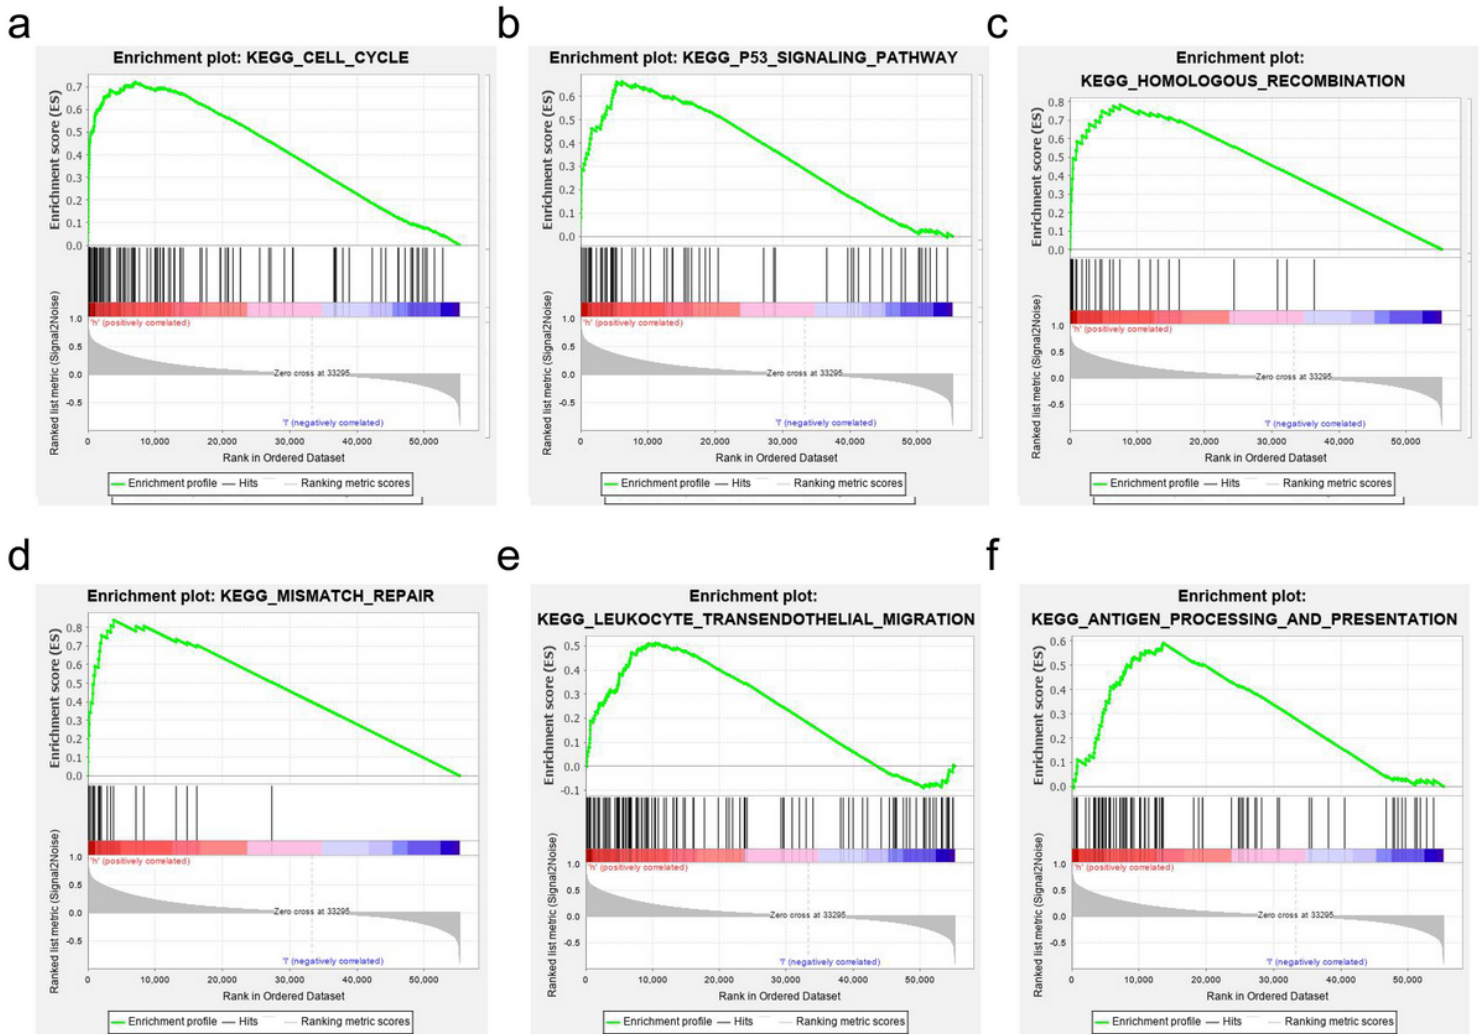 a
Enrichment plot: KEGG_CELL_CYCLE
Enrichment score (ES)
0.7
0.6
0.5
0.4
0.3
0.2
0.1
0.0
'h' (positively correlated)
Ranked list metric (Signal2Noise)
1.0
0.5
0.0
-0.5
Zero cross at 33295
'l' (negatively correlated)
0 10,000 20,000 30,000 40,000 50,000
Rank in Ordered Dataset
Enrichment profile Hits Ranking metric scores
b
Enrichment plot: KEGG_P53_SIGNALING_PATHWAY
Enrichment score (ES)
0.6
0.5
0.4
0.3
0.2
0.1
0.0
'h' (positively correlated)
Ranked list metric (Signal2Noise)
1.0
0.5
0.0
-0.5
Zero cross at 33295
'l' (negatively correlated)
0 10,000 20,000 30,000 40,000 50,000
Rank in Ordered Dataset
Enrichment profile Hits Ranking metric scores
c
Enrichment plot:
KEGG_HOMOLOGOUS_RECOMBINATION
Enrichment score (ES)
0.8
0.7
0.6
0.5
0.4
0.3
0.2
0.1
0.0
'h' (positively correlated)
Ranked list metric (Signal2Noise)
1.0
0.5
0.0
-0.5
Zero cross at 33295
'l' (negatively correlated)
0 10,000 20,000 30,000 40,000 50,000
Rank in Ordered Dataset
Enrichment profile Hits Ranking metric scores
d
Enrichment plot: KEGG_MISMATCH_REPAIR
Enrichment score (ES)
0.8
0.7
0.6
0.5
0.4
0.3
0.2
0.1
0.0
'h' (positively correlated)
Ranked list metric (Signal2Noise)
1.0
0.5
0.0
-0.5
Zero cross at 33295
'l' (negatively correlated)
0 10,000 20,000 30,000 40,000 50,000
Rank in Ordered Dataset
Enrichment profile Hits Ranking metric scores
e
Enrichment plot:
KEGG_LEUKOCYTE_TRANSENDOTHELIAL_MIGRATION
Enrichment score (ES)
0.5
0.4
0.3
0.2
0.1
0.0
-0.1
'h' (positively correlated)
Ranked list metric (Signal2Noise)
1.0
0.5
0.0
-0.5
Zero cross at 33295
'l' (negatively correlated)
0 10,000 20,000 30,000 40,000 50,000
Rank in Ordered Dataset
Enrichment profile Hits Ranking metric scores
f
Enrichment plot:
KEGG_ANTIGEN_PROCESSING_AND_PRESENTATION
Enrichment score (ES)
0.6
0.5
0.4
0.3
0.2
0.1
0.0
'h' (positively correlated)
Ranked list metric (Signal2Noise)
1.0
0.5
0.0
-0.5
Zero cross at 33295
'l' (negatively correlated)
0 10,000 20,000 30,000 40,000 50,000
Rank in Ordered Dataset
Enrichment profile Hits Ranking metric scores